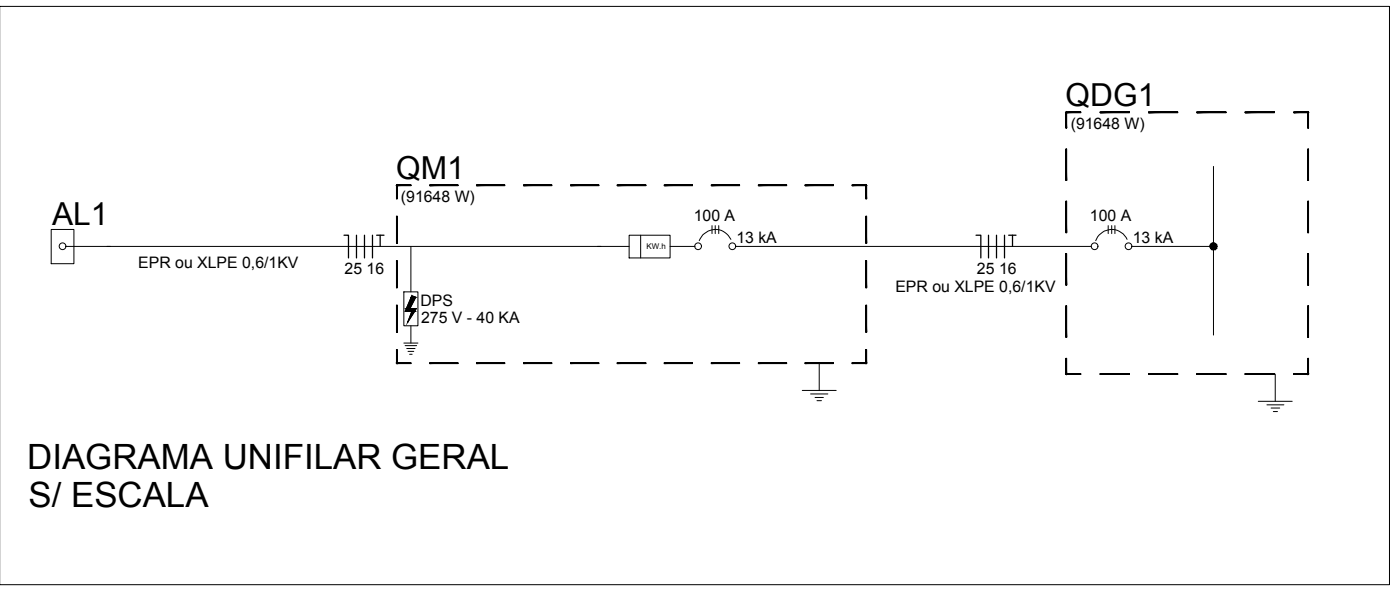 AL1
EPR ou XLPE 0,6/1KV
25 16
QM1
(91648 W)
DPS
275 V - 40 KA
KW.h
100 A
13 kA
25 16
EPR ou XLPE 0,6/1KV
QDG1
(91648 W)
100 A
13 kA
DIAGRAMA UNIFILAR GERAL
S/ ESCALA